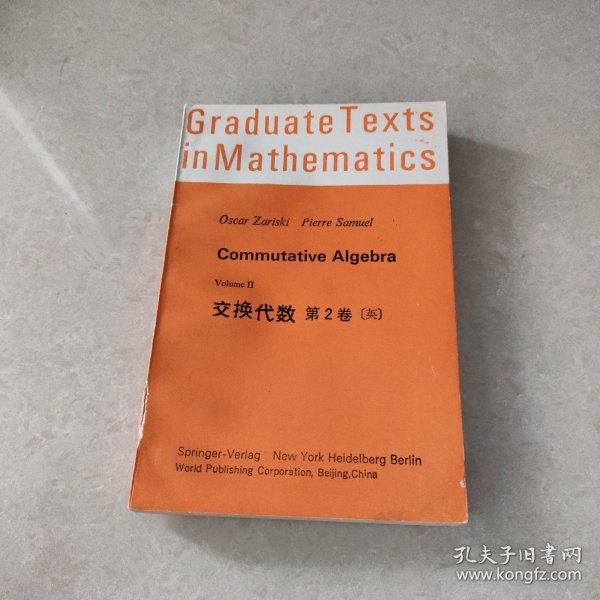 Graduate Texts
in Mathematics
Oscar Zariski Pierre Samuel
Commutative Algebra
Volume II
交换代数 第2卷〔英〕
Springer-Verlag New York Heidelberg Berlin
World Publishing Corporation, Beijing,China
孔夫子旧书网
www.kongfz.com